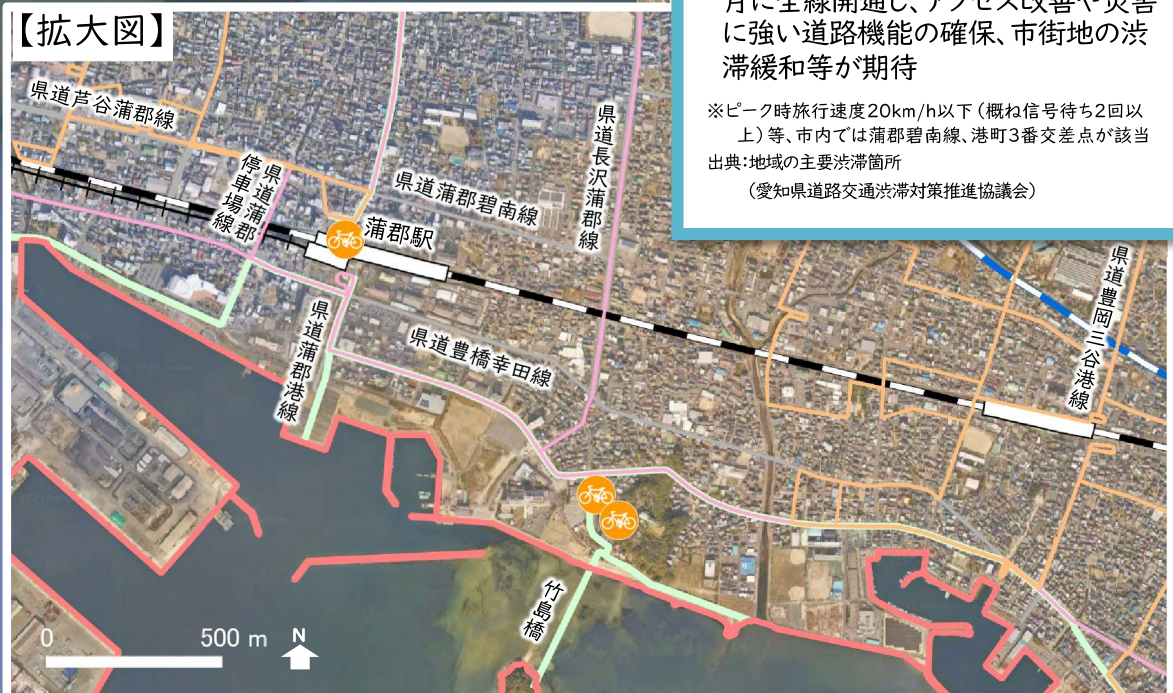 【拡大図】
月に全線開通し、アクセス改善や災害
に強い道路機能の確保、市街地の渋
滞緩和等が期待
※ピーク時旅行速度20km/h以下（概ね信号待ち2回以
上）等、市内では蒲郡碧南線、港町3番交差点が該当
出典：地域の主要渋滞箇所
（愛知県道路交通渋滞対策推進協議会）
県道芦谷蒲郡線
県道蒲郡
停車場線
県道蒲郡碧南線
県道長沢蒲郡線
蒲郡駅
県道豊岡三谷港線
県道蒲郡港線
県道豊橋幸田線
竹島橋
0 500 m N